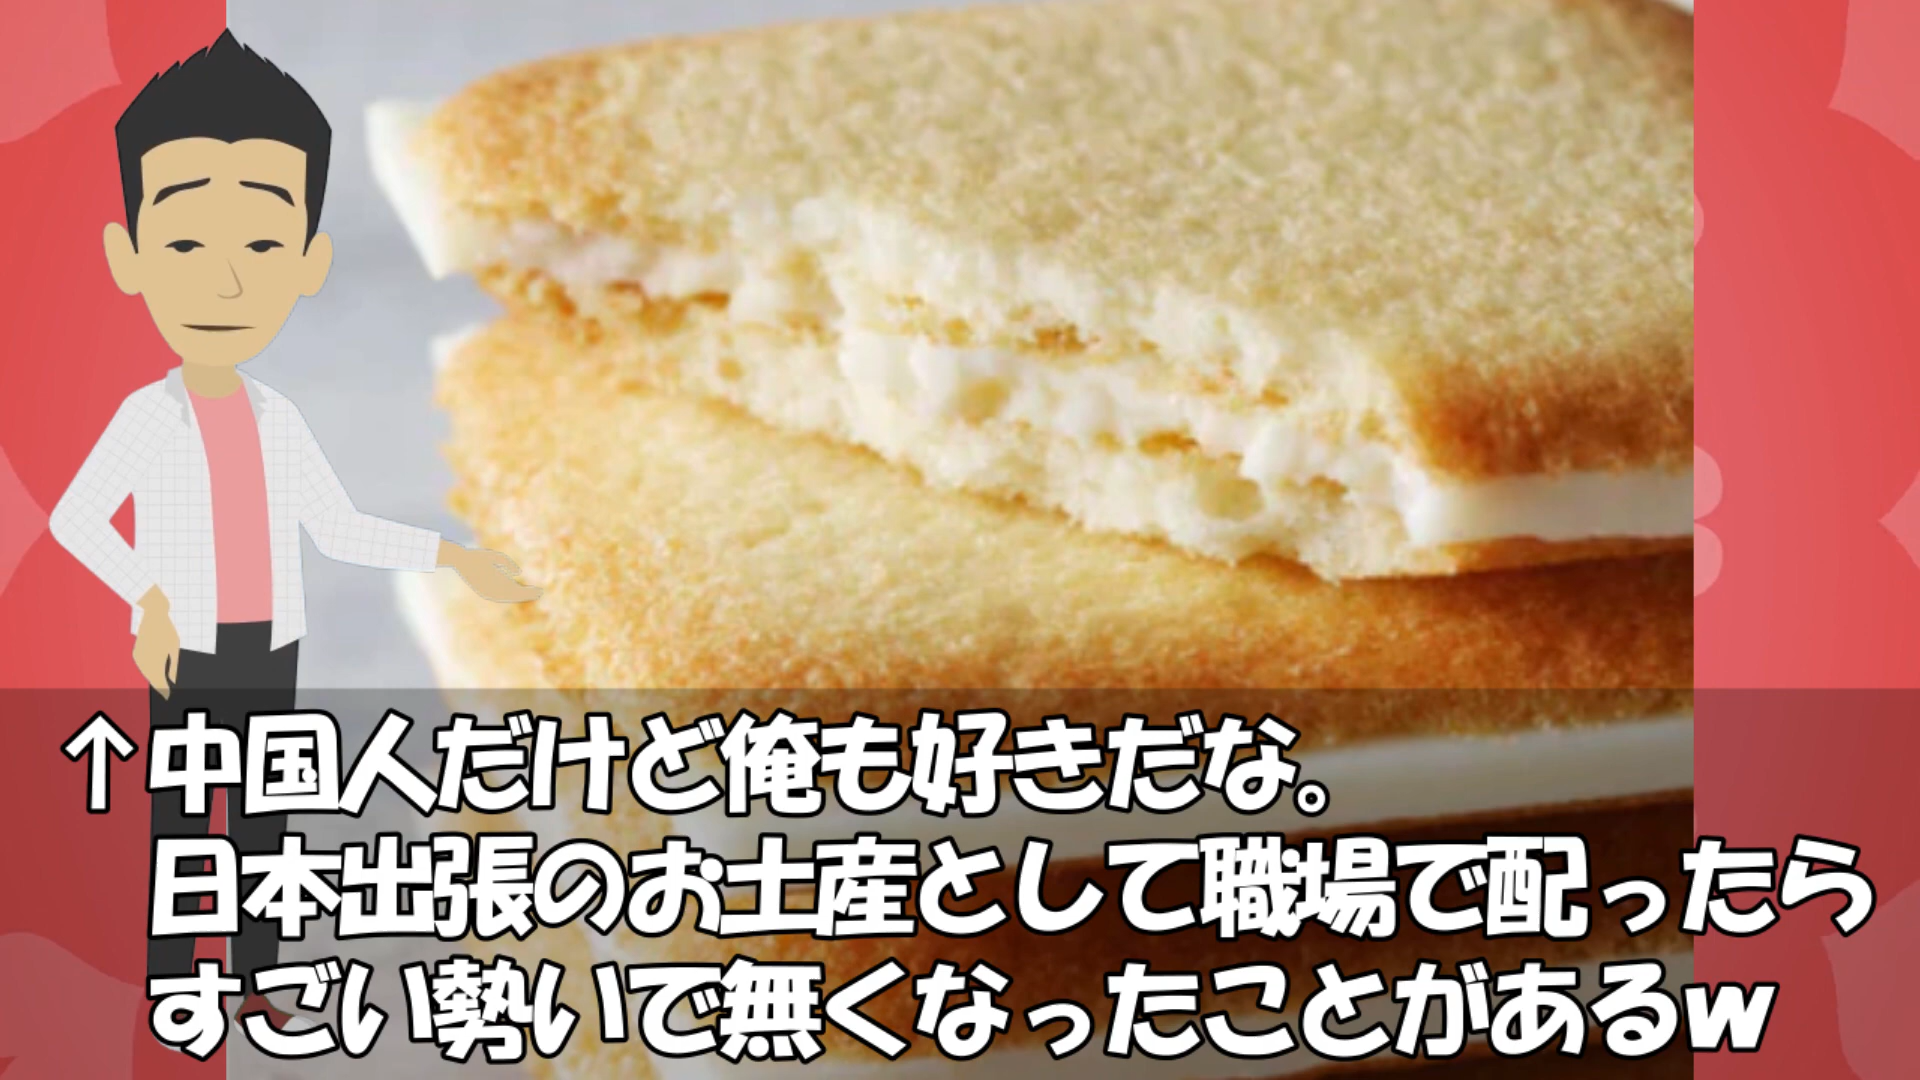 ↑中国人だけど俺も好きだな。
日本出張のお土産として職場で配ったら
すごい勢いで無くなったことがあるw